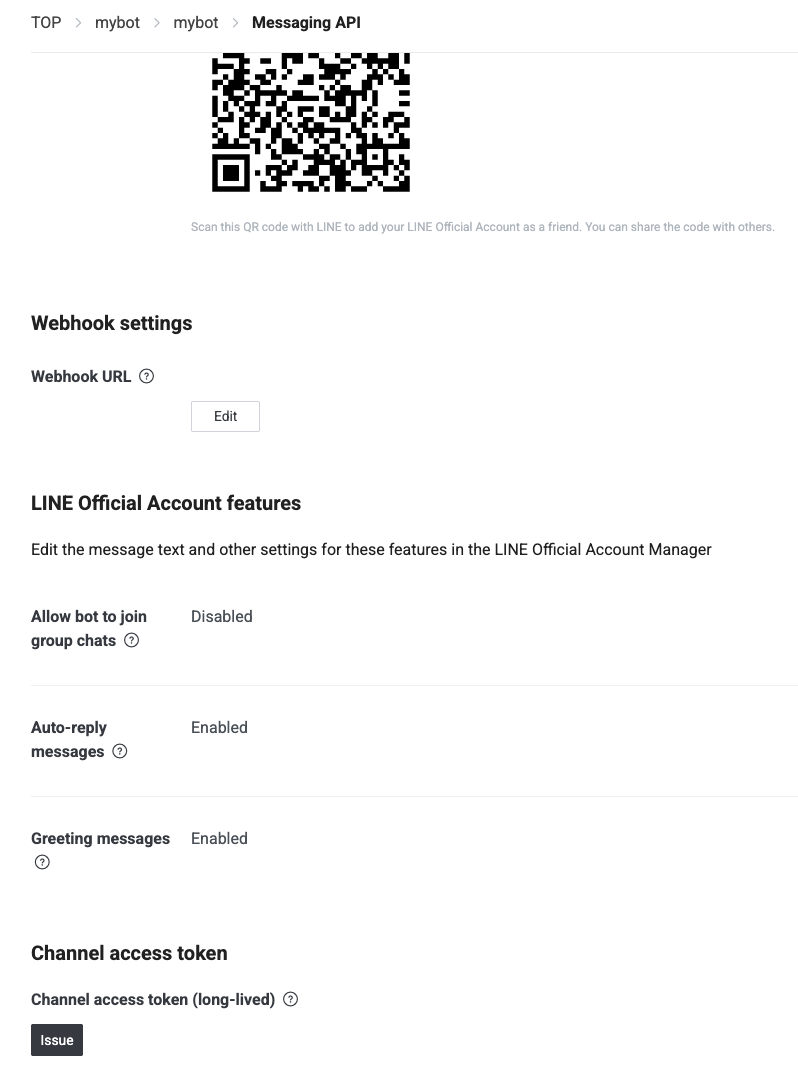 TOP > mybot > mybot > Messaging API
Scan this QR code with LINE to add your LINE Official Account as a friend. You can share the code with others.
Webhook settings
Webhook URL ?
Edit
LINE Official Account features
Edit the message text and other settings for these features in the LINE Official Account Manager
Allow bot to join Disabled
group chats ?
Auto-reply Enabled
messages ?
Greeting messages Enabled
?
Channel access token
Channel access token (long-lived) ?
Issue